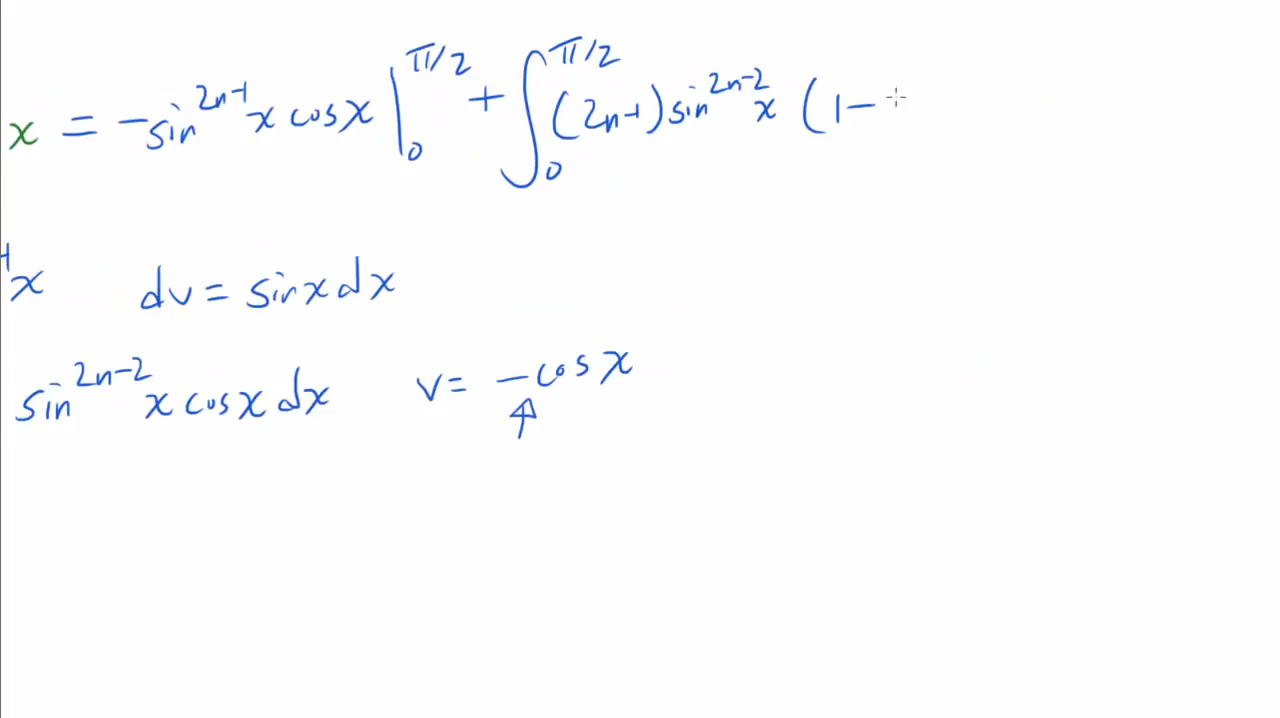 x = -sin^{2n-1} x cos x |_0^{π/2} + ∫_0^{π/2} (2n-1) sin^{2n-2} x (1-
-1 x dv = sin x dx
sin^{2n-2} x cos x dx v = -cos x